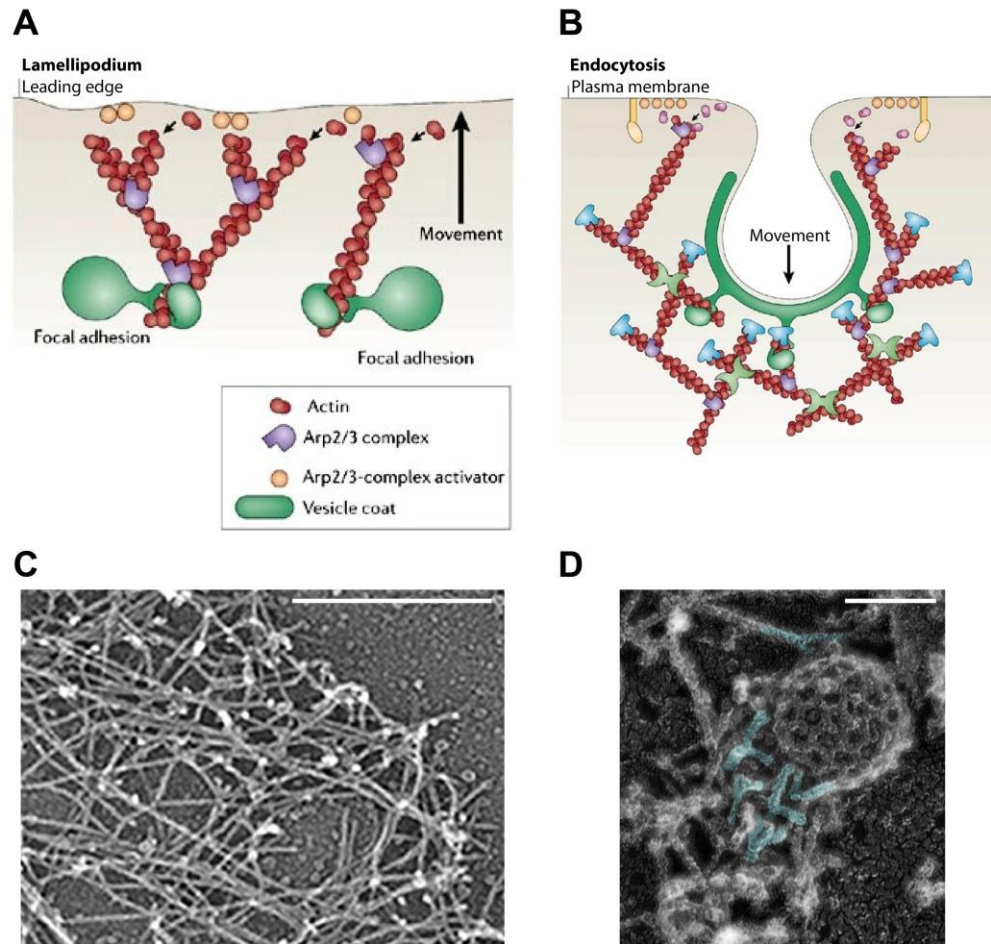 A
Lamellipodium
Leading edge
Movement
Focal adhesion
Focal adhesion
Actin
Arp2/3 complex
Arp2/3-complex activator
Vesicle coat
B
Endocytosis
Plasma membrane
Movement
C
D